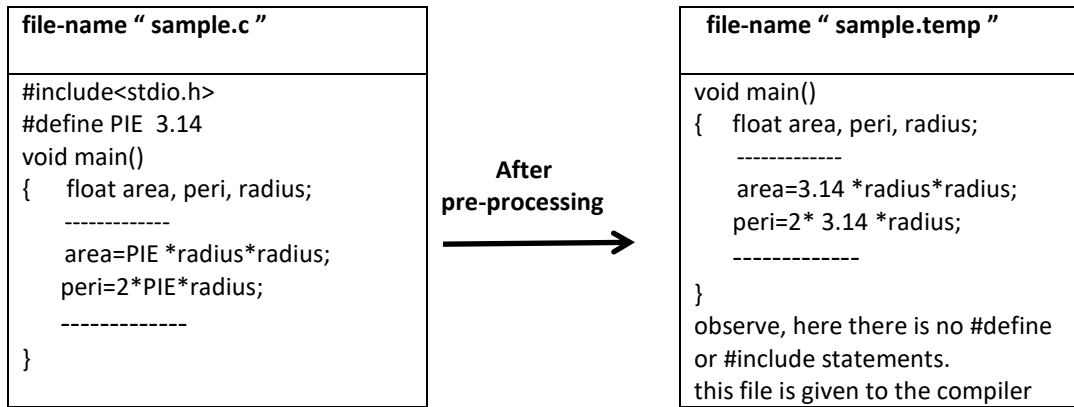 file-name “ sample.c ”
#include<stdio.h>
#define PIE  3.14
void main()
{     float area, peri, radius;
-------------
area=PIE *radius*radius;
peri=2*PIE*radius;
-------------
}
After
pre-processing
file-name “ sample.temp ”
void main()
{    float area, peri, radius;
-------------
area=3.14 *radius*radius;
peri=2* 3.14 *radius;
-------------
}
observe, here there is no #define
or #include statements.
this file is given to the compiler